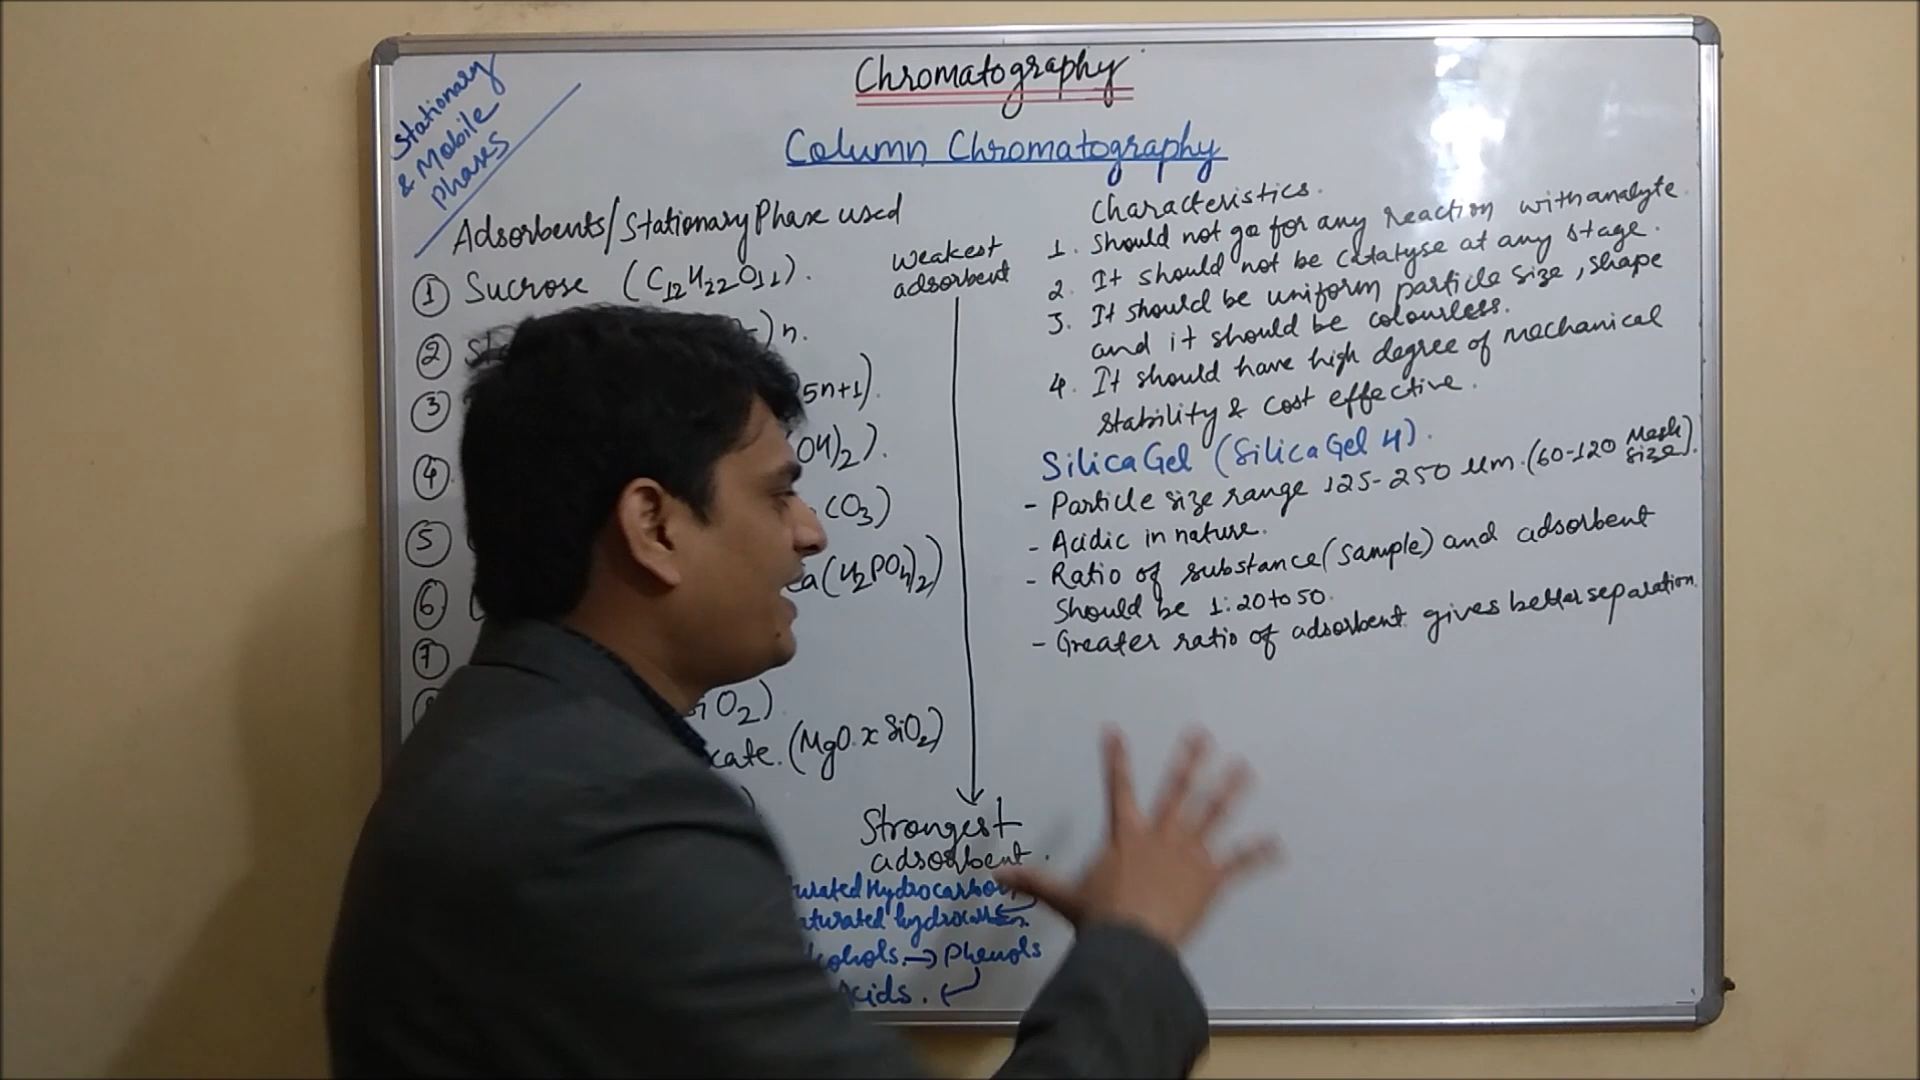 Stationary
& Mobile
Phases
Chromatography
Column Chromatography
Adsorbents/Stationary Phase used
① Sucrose (C12H22O11).
②
)n.
③
5n+1).
④
OH)2).
⑤
CO3)
⑥
(H2PO4)2)
⑦
iO2)
cate. (MgO. x SiO2)
Weakest
adsorbent
Strongest
adsorbent.
urated Hydrocarbon
aturated hydrocarbon
cohols. → Phenols
Acids. ←
Characteristics.
1. Should not go for any reaction with analyte.
2. It should not be catalyse at any stage.
3. It should be uniform particle size, shape
and it should be colourless.
4. It should have high degree of mechanical
stability & cost effective.
Silica Gel (Silica Gel H).
- Particle size range 125-250 µm. (60-120 Mesh size).
- Acidic in nature.
- Ratio of substance (sample) and adsorbent
should be 1:20 to 50.
- Greater ratio of adsorbent gives better separation.